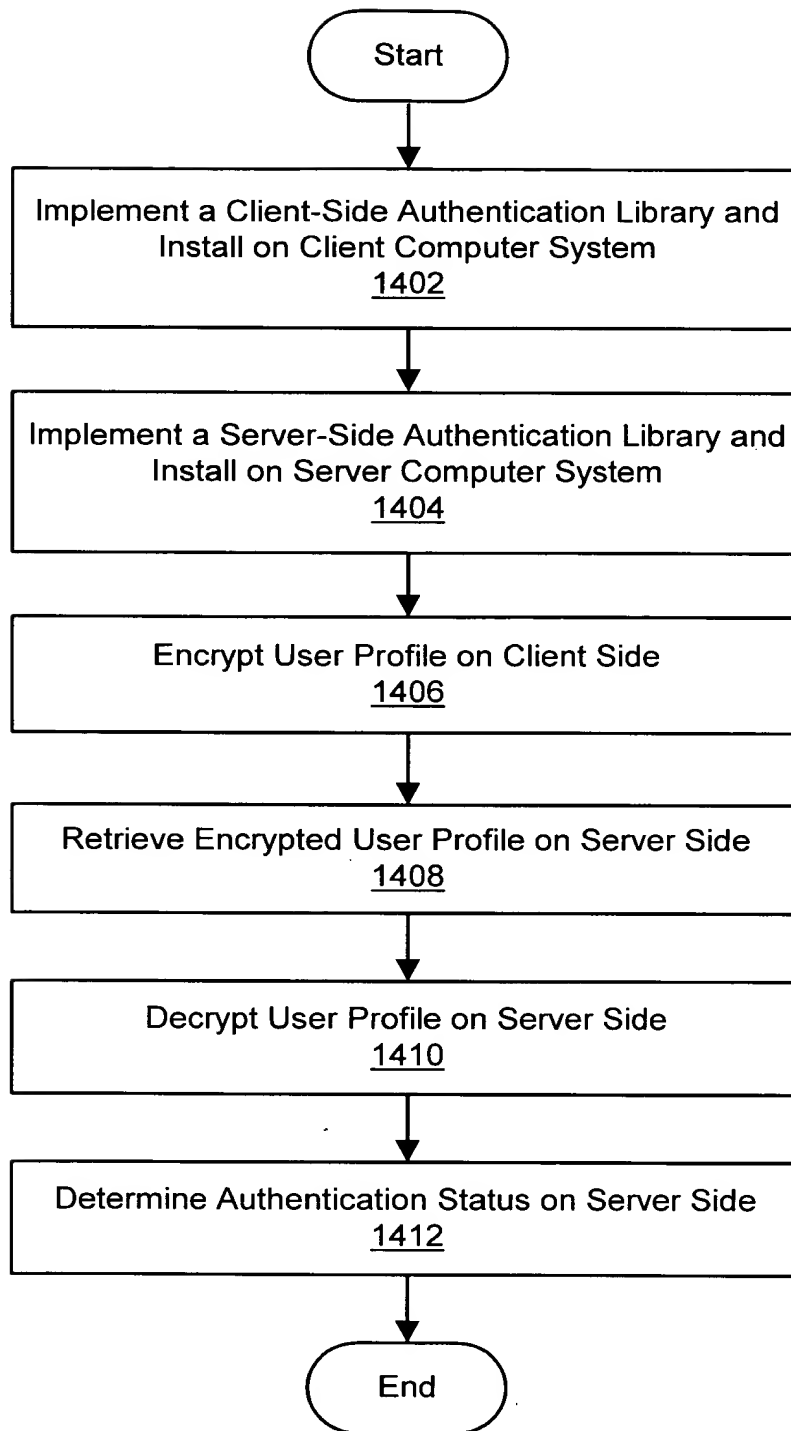 Start
Implement a Client-Side Authentication Library and
Install on Client Computer System
1402
Implement a Server-Side Authentication Library and
Install on Server Computer System
1404
Encrypt User Profile on Client Side
1406
Retrieve Encrypted User Profile on Server Side
1408
Decrypt User Profile on Server Side
1410
Determine Authentication Status on Server Side
1412
End